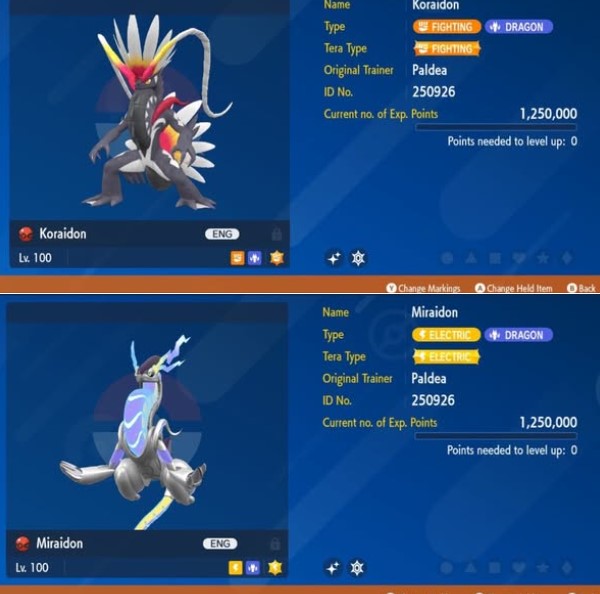 Name Koraidon
Type FIGHTING DRAGON
Tera Type FIGHTING
Original Trainer Paldea
ID No. 250926
Current no. of Exp. Points 1,250,000
Points needed to level up: 0
Koraidon ENG
Lv. 100
Y Change Markings A Change Held Item B Back
Name Miraidon
Type ELECTRIC DRAGON
Tera Type ELECTRIC
Original Trainer Paldea
ID No. 250926
Current no. of Exp. Points 1,250,000
Points needed to level up: 0
Miraidon ENG
Lv. 100